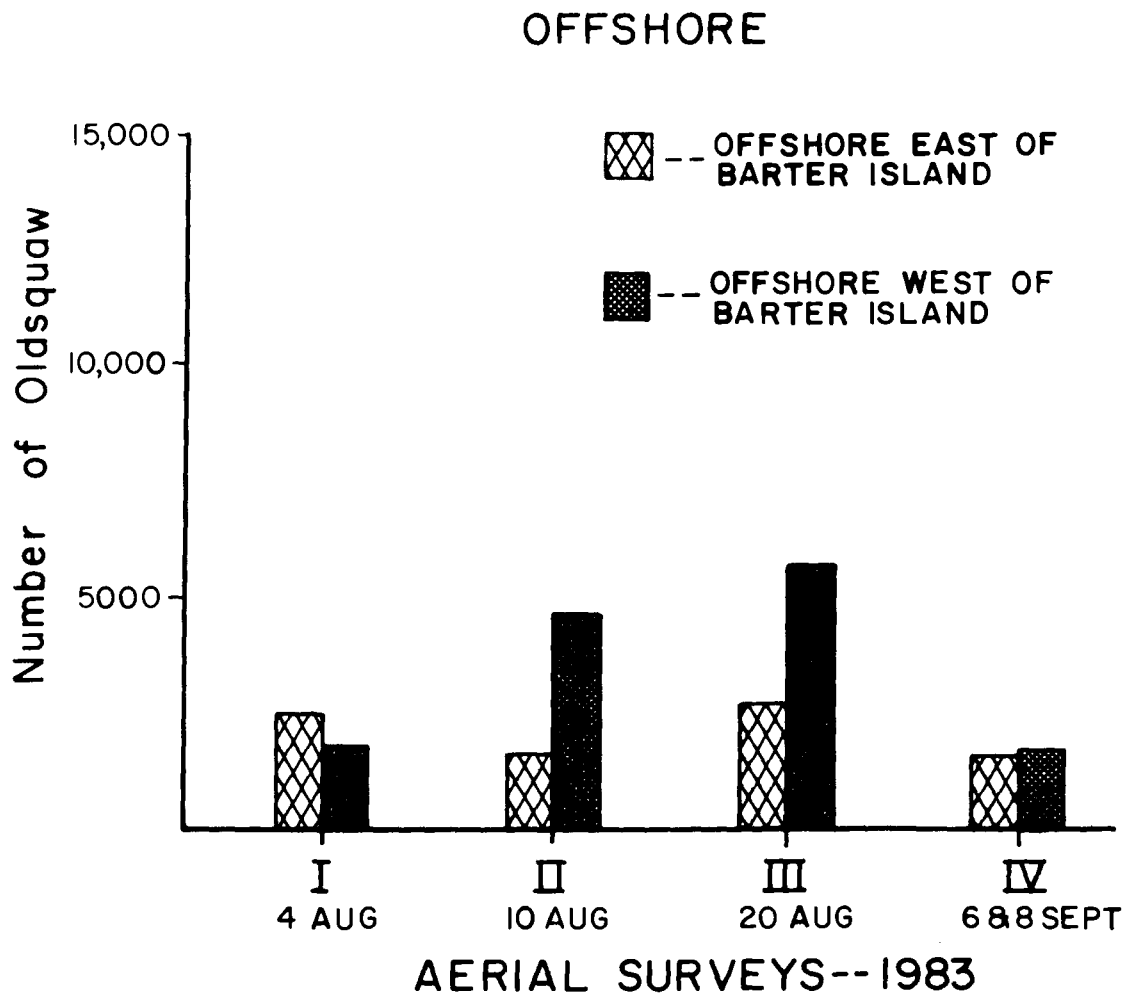 OFFSHORE
15,000
10,000
5000
Number of Oldsquaw
-- OFFSHORE EAST OF
BARTER ISLAND
-- OFFSHORE WEST OF
BARTER ISLAND
I II III IV
4 AUG 10 AUG 20 AUG 6 & 8 SEPT
AERIAL SURVEYS--1983